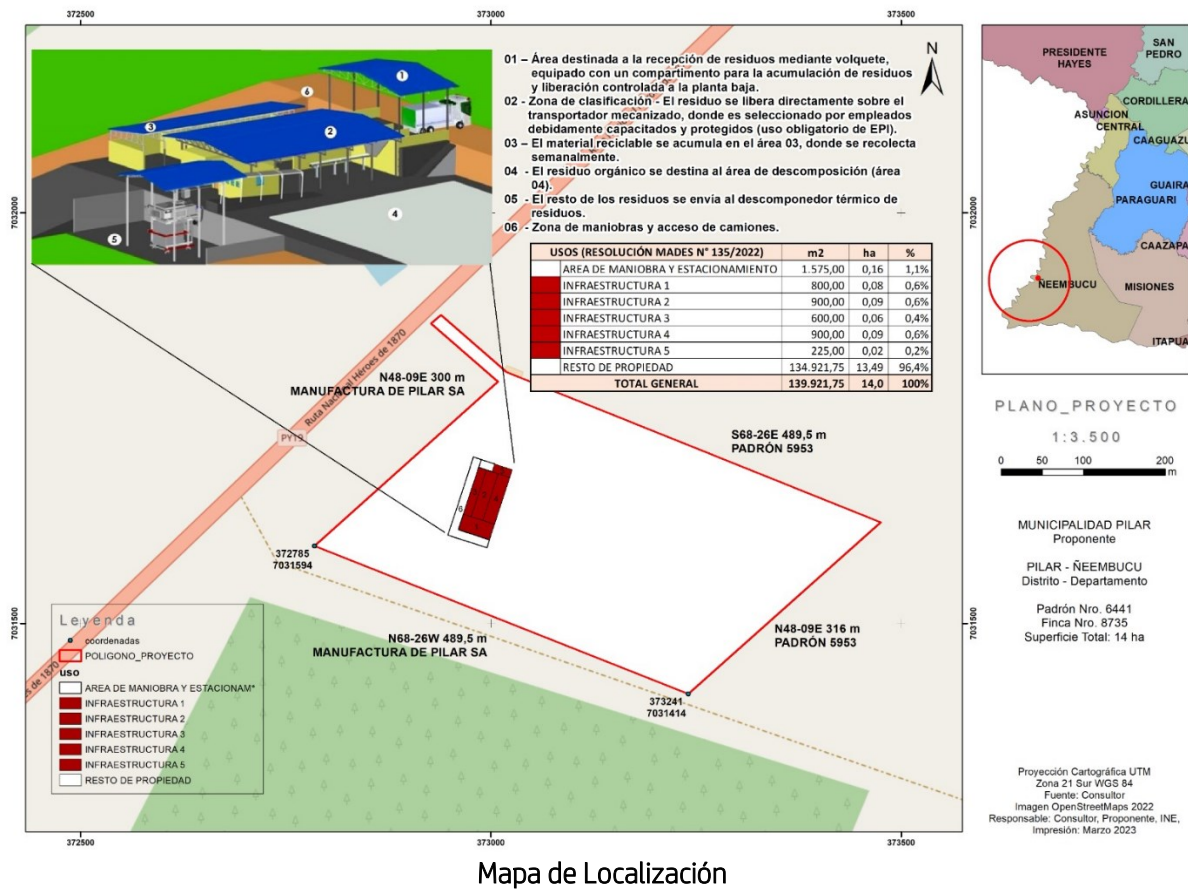 372500
373000
373500
7032000
7031500
7032000
7031500
372500
373000
373500
1
2
3
4
5
6
01 – Área destinada a la recepción de residuos mediante volquete,
equipado con un compartimento para la acumulación de residuos
y liberación controlada a la planta baja.
02 - Zona de clasificación - El residuo se libera directamente sobre el
transportador mecanizado, donde es seleccionado por empleados
debidamente capacitados y protegidos (uso obligatorio de EPI).
03 – El material reciclable se acumula en el área 03, donde se recolecta
semanalmente.
04 - El residuo orgánico se destina al área de descomposición (área
04).
05 - El resto de los residuos se envía al descomponedor térmico de
residuos.
06 - Zona de maniobras y acceso de camiones.
N
USOS (RESOLUCIÓN MADES N° 135/2022) m2 ha %
AREA DE MANIOBRA Y ESTACIONAMIENTO 1.575,00 0,16 1,1%
INFRAESTRUCTURA 1 800,00 0,08 0,6%
INFRAESTRUCTURA 2 900,00 0,09 0,6%
INFRAESTRUCTURA 3 600,00 0,06 0,4%
INFRAESTRUCTURA 4 900,00 0,09 0,6%
INFRAESTRUCTURA 5 225,00 0,02 0,2%
RESTO DE PROPIEDAD 134.921,75 13,49 96,4%
TOTAL GENERAL 139.921,75 14,0 100%
N48-09E 300 m
MANUFACTURA DE PILAR SA
Ruta Nacional Héroes de 1870
PY19
S68-26E 489,5 m
PADRÓN 5953
6
372785
7031594
N68-26W 489,5 m
MANUFACTURA DE PILAR SA
N48-09E 316 m
PADRÓN 5953
373241
7031414
es de 1870
Leyenda
coordenadas
POLIGONO_PROYECTO
uso
AREA DE MANIOBRA Y ESTACIONAM*
INFRAESTRUCTURA 1
INFRAESTRUCTURA 2
INFRAESTRUCTURA 3
INFRAESTRUCTURA 4
INFRAESTRUCTURA 5
RESTO DE PROPIEDAD
PRESIDENTE
HAYES
SAN
PEDRO
CORDILLERA
ASUNCION
CENTRAL
CAAGUAZU
GUAIRA
PARAGUARI
CAAZAPA
ÑEEMBUCU
MISIONES
ITAPUA
PLANO_PROYECTO
1:3.500
0 50 100 200
m
MUNICIPALIDAD PILAR
Proponente
PILAR - ÑEEMBUCU
Distrito - Departamento
Padrón Nro. 6441
Finca Nro. 8735
Superficie Total: 14 ha
Proyección Cartográfica UTM
Zona 21 Sur WGS 84
Fuente: Consultor
Imagen OpenStreetMaps 2022
Responsable: Consultor, Proponente, INE,
Impresión: Marzo 2023
Mapa de Localización